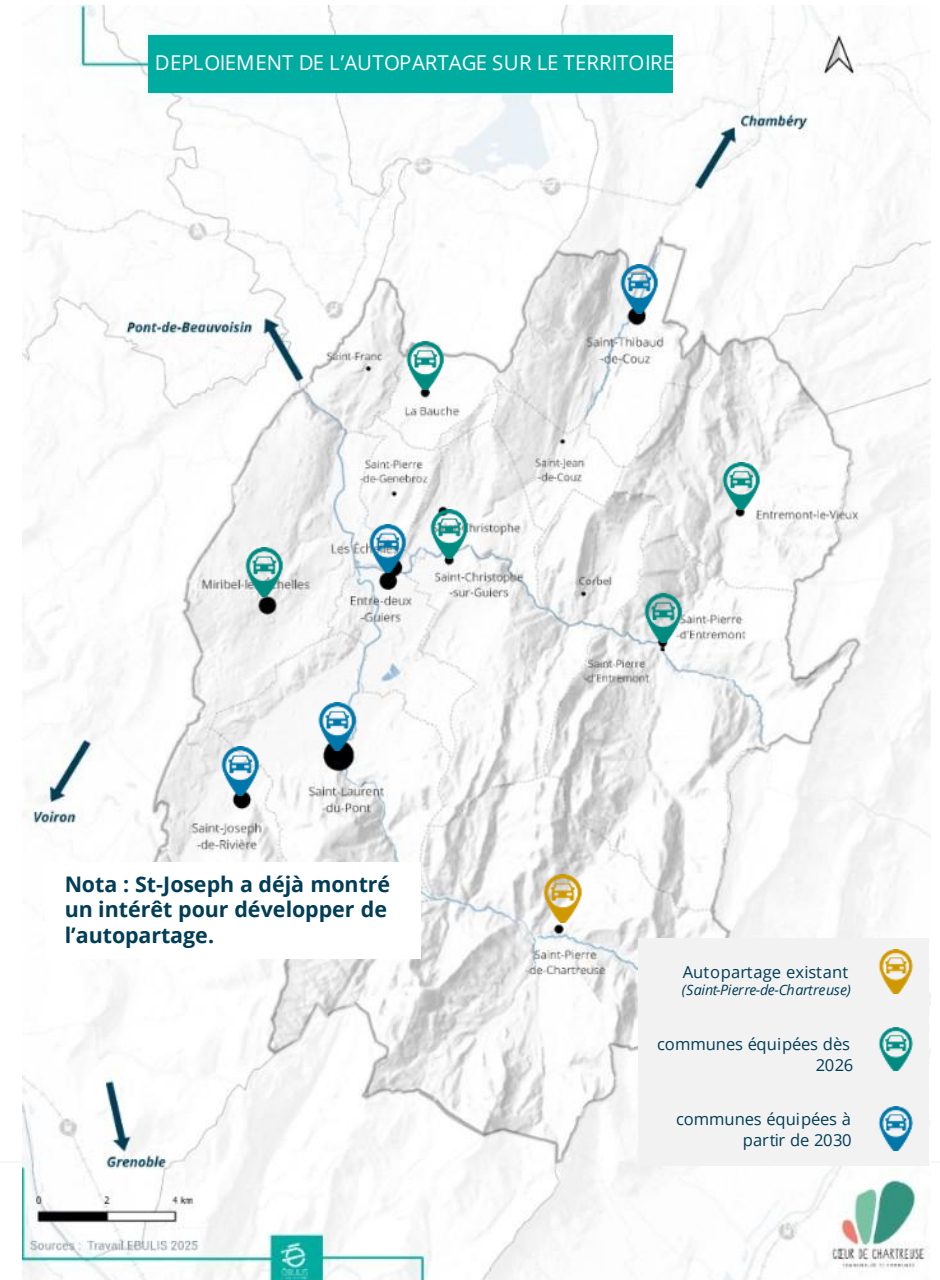 DEPLOIEMENT DE L'AUTOPARTAGE SUR LE TERRITOIRE
Chambéry
Pont-de-Beauvoisin
Saint-Thibaud
-de-Couz
Saint-Franc
La Bauche
Saint-Pierre
-de-Genebroz
Saint-Jean
-de-Couz
Entremont-le-Vieux
Christophe
Les Échelles
Saint-Christophe
-sur-Guiers
Miribel-les-Échelles
Entre-deux
-Guiers
Corbel
Saint-Pierre
-d'Entremont
Saint-Pierre
-d'Entremont
Saint-Laurent
-du-Pont
Voiron
Saint-Joseph
-de-Rivière
Nota : St-Joseph a déjà montré
un intérêt pour développer de
l'autopartage.
Saint-Pierre
-de-Chartreuse
Autopartage existant
(Saint-Pierre-de-Chartreuse)
communes équipées dès
2026
communes équipées à
partir de 2030
Grenoble
0 2 4 km
Sources : Travail EBULIS 2025
CŒUR DE CHARTREUSE